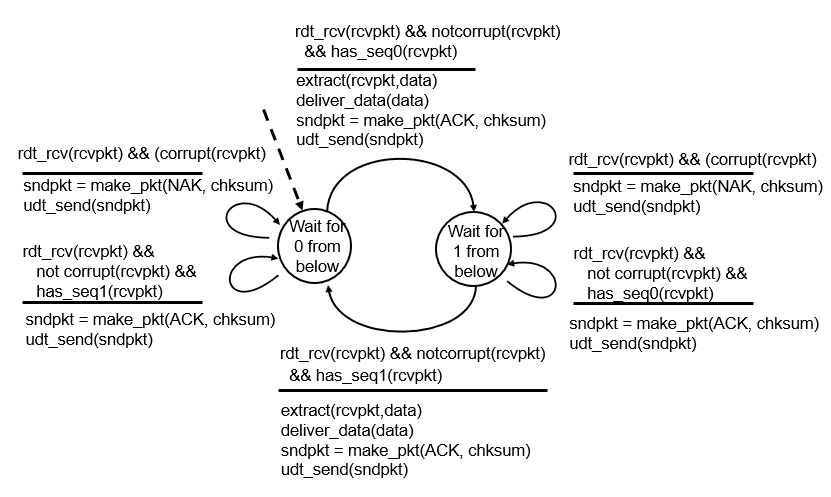 rdt_rcv(rcvpkt) && notcorrupt(rcvpkt)
&& has_seq0(rcvpkt)
extract(rcvpkt,data)
deliver_data(data)
sndpkt = make_pkt(ACK, chksum)
udt_send(sndpkt)
rdt_rcv(rcvpkt) && (corrupt(rcvpkt)
sndpkt = make_pkt(NAK, chksum)
udt_send(sndpkt)
rdt_rcv(rcvpkt) &&
not corrupt(rcvpkt) &&
has_seq1(rcvpkt)
sndpkt = make_pkt(ACK, chksum)
udt_send(sndpkt)
Wait for
0 from
below
Wait for
1 from
below
rdt_rcv(rcvpkt) && (corrupt(rcvpkt)
sndpkt = make_pkt(NAK, chksum)
udt_send(sndpkt)
rdt_rcv(rcvpkt) &&
not corrupt(rcvpkt) &&
has_seq0(rcvpkt)
sndpkt = make_pkt(ACK, chksum)
udt_send(sndpkt)
rdt_rcv(rcvpkt) && notcorrupt(rcvpkt)
&& has_seq1(rcvpkt)
extract(rcvpkt,data)
deliver_data(data)
sndpkt = make_pkt(ACK, chksum)
udt_send(sndpkt)